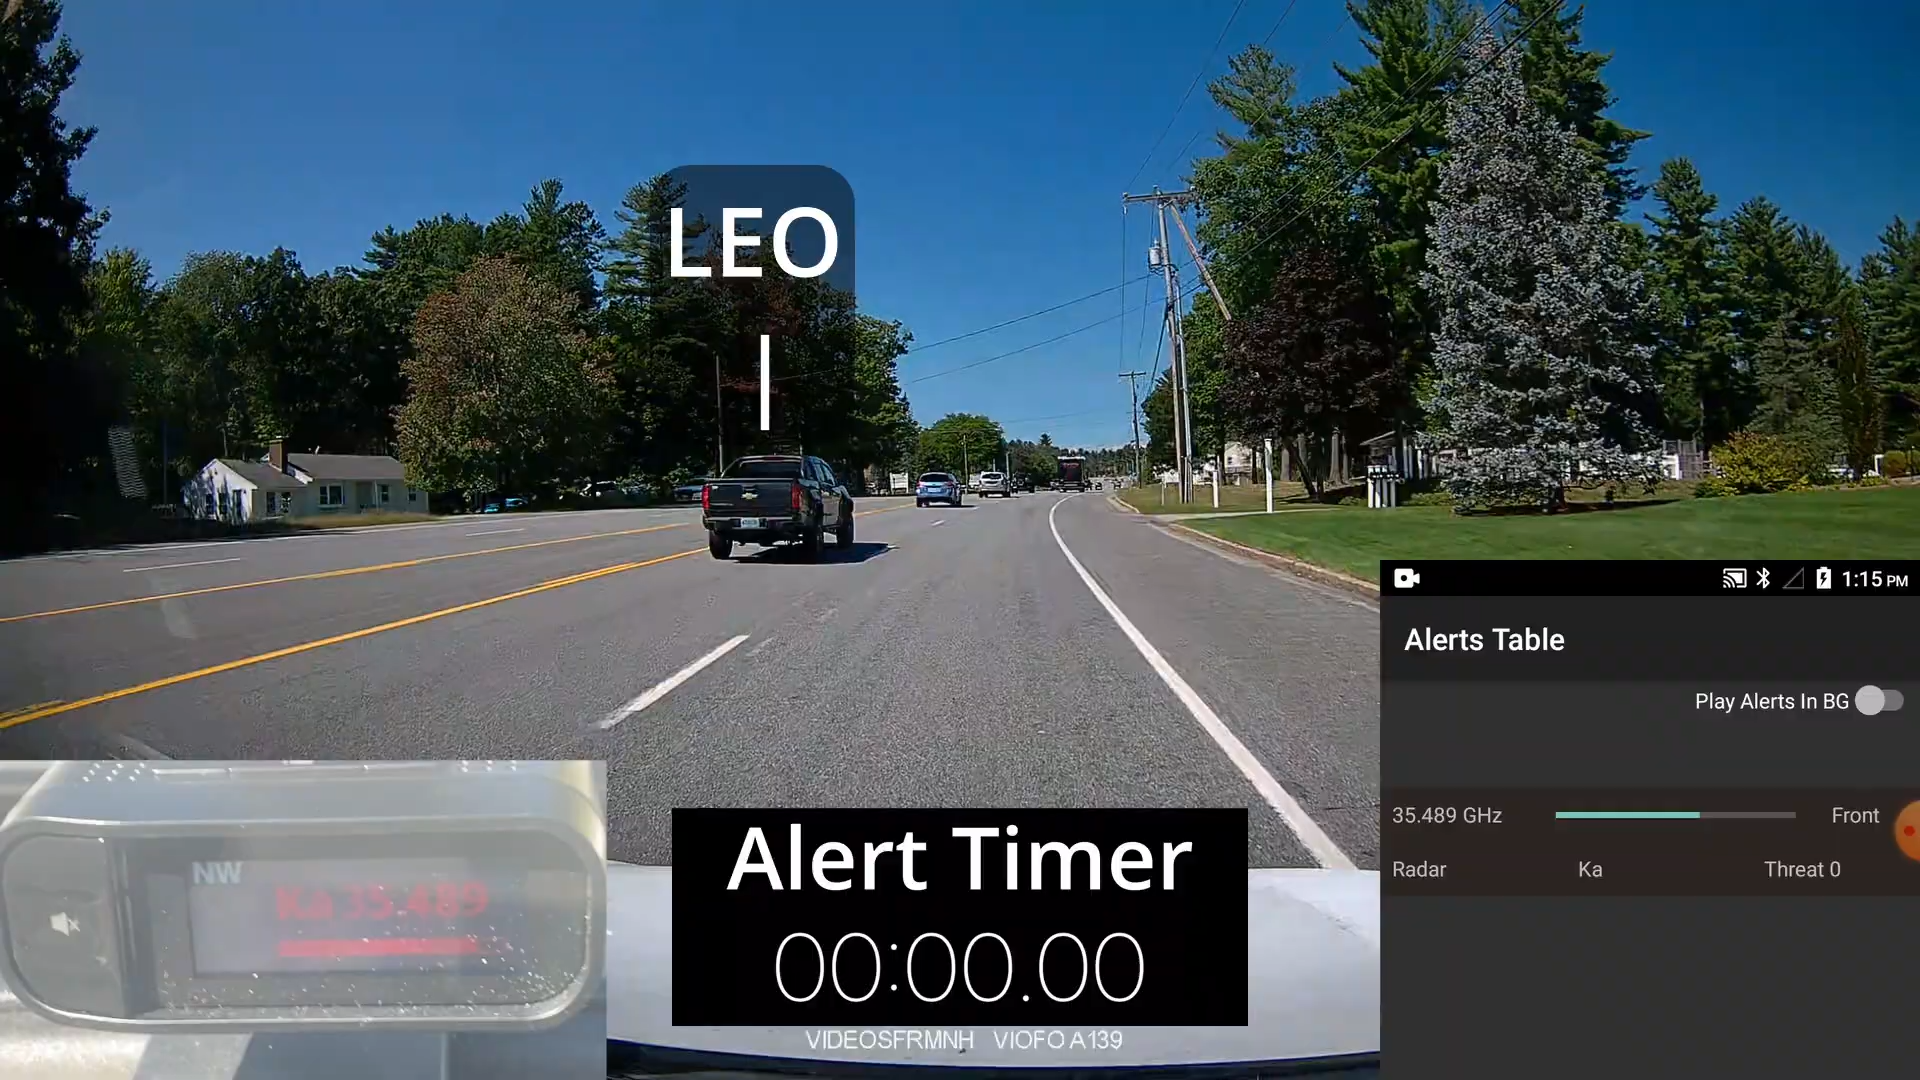 LEO
1:15 PM
Alerts Table
Play Alerts In BG
35.489 GHz Front
Radar Ka Threat 0
NW
Ka 35.489
Alert Timer
00:00.00
VIDEOSFRMNH VIOFO A139